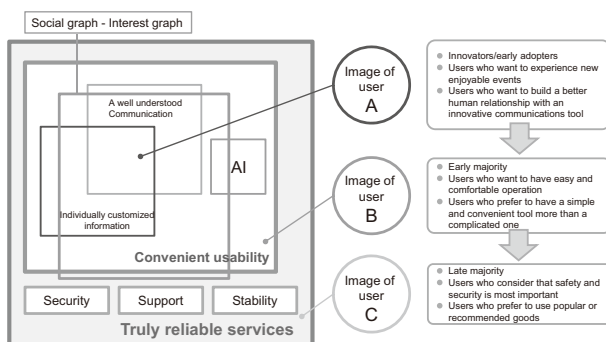 Social graph - Interest graph
A well understood
Communication
AI
Individually customized
information
Convenient usability
Security
Support
Stability
Truly reliable services
Image of
user
A
Image of
user
B
Image of
user
C
Innovators/early adopters
Users who want to experience new
enjoyable events
Users who want to build a better
human relationship with an
innovative communications tool
Early majority
Users who want to have easy and
comfortable operation
Users who prefer to have a simple
and convenient tool more than a
complicated one
Late majority
Users who consider that safety and
security is most important
Users who prefer to use popular or
recommended goods